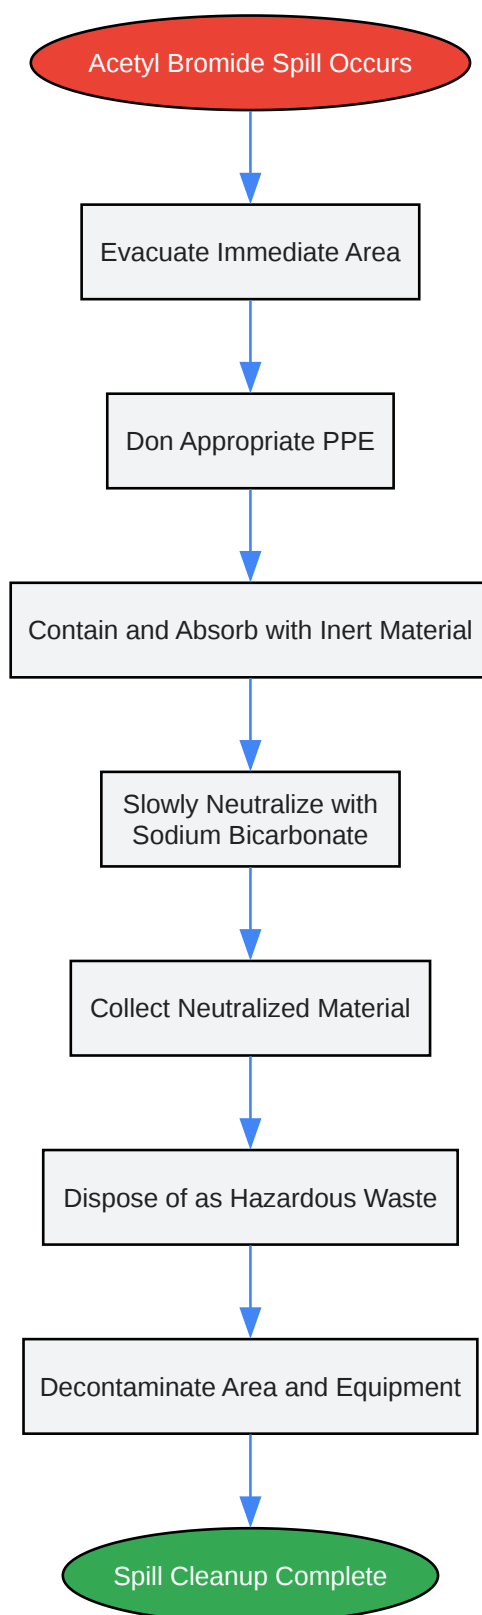 Acetyl Bromide Spill Occurs
Evacuate Immediate Area
Don Appropriate PPE
Contain and Absorb with Inert Material
Slowly Neutralize with
Sodium Bicarbonate
Collect Neutralized Material
Dispose of as Hazardous Waste
Decontaminate Area and Equipment
Spill Cleanup Complete